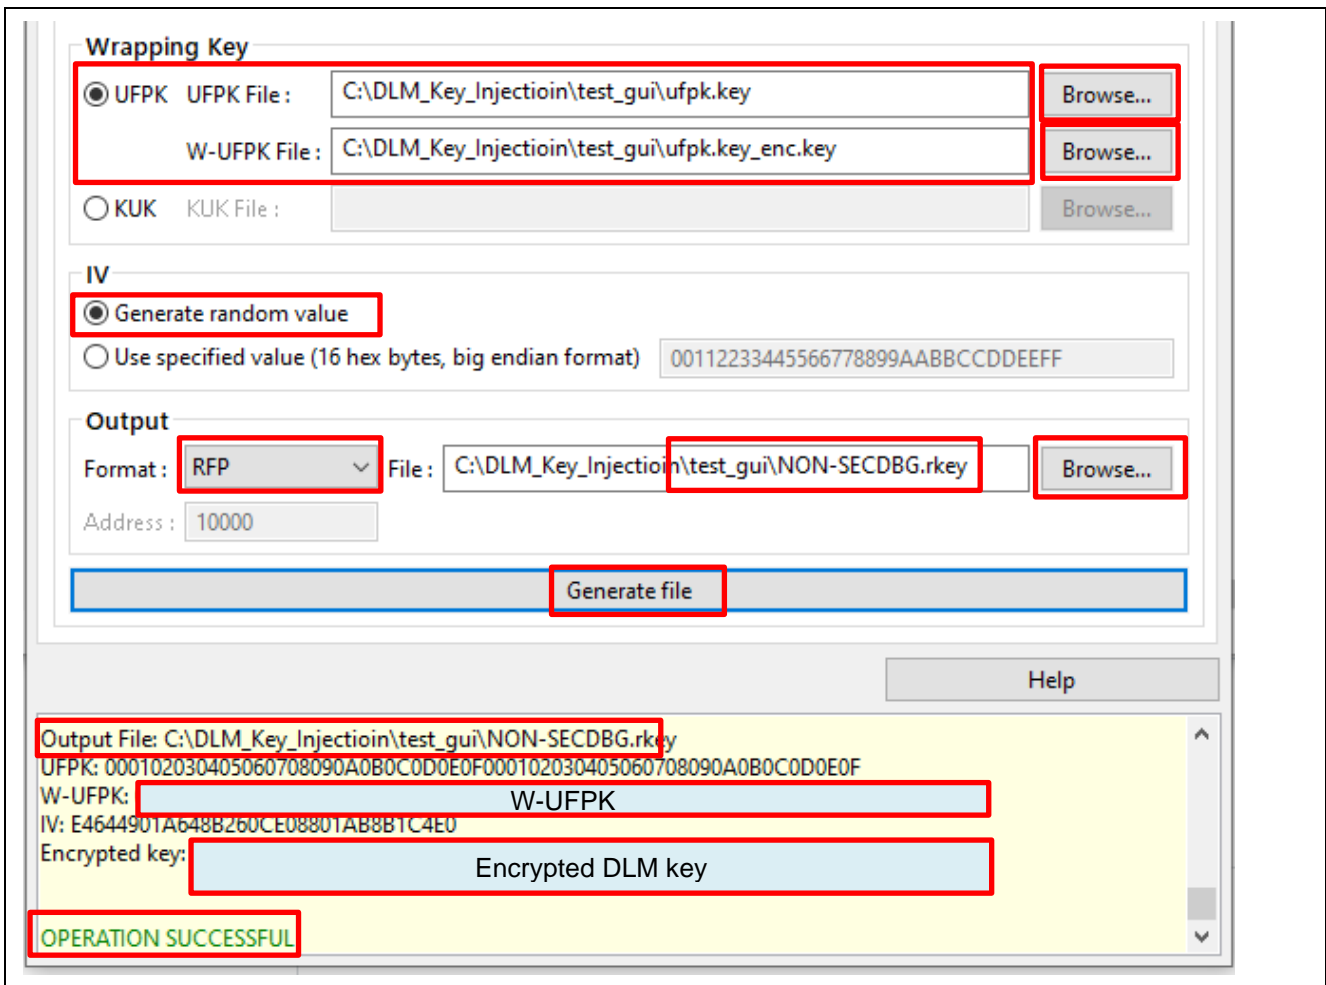 Wrapping Key
UFPK UFPK File : C:\DLM_Key_Injectioin\test_gui\ufpk.key Browse...
W-UFPK File : C:\DLM_Key_Injectioin\test_gui\ufpk.key_enc.key Browse...
KUK KUK File : Browse...
IV
Generate random value
Use specified value (16 hex bytes, big endian format) 00112233445566778899AABBCCDDEEFF
Output
Format : RFP File : C:\DLM_Key_Injectioin\test_gui\NON-SECDBG.rkey Browse...
Address : 10000
Generate file
Help
Output File: C:\DLM_Key_Injectioin\test_gui\NON-SECDBG.rkey
UFPK: 000102030405060708090A0B0C0D0E0F000102030405060708090A0B0C0D0E0F
W-UFPK: W-UFPK
IV: E4644901A648B260CE08801AB8B1C4E0
Encrypted key: Encrypted DLM key
OPERATION SUCCESSFUL